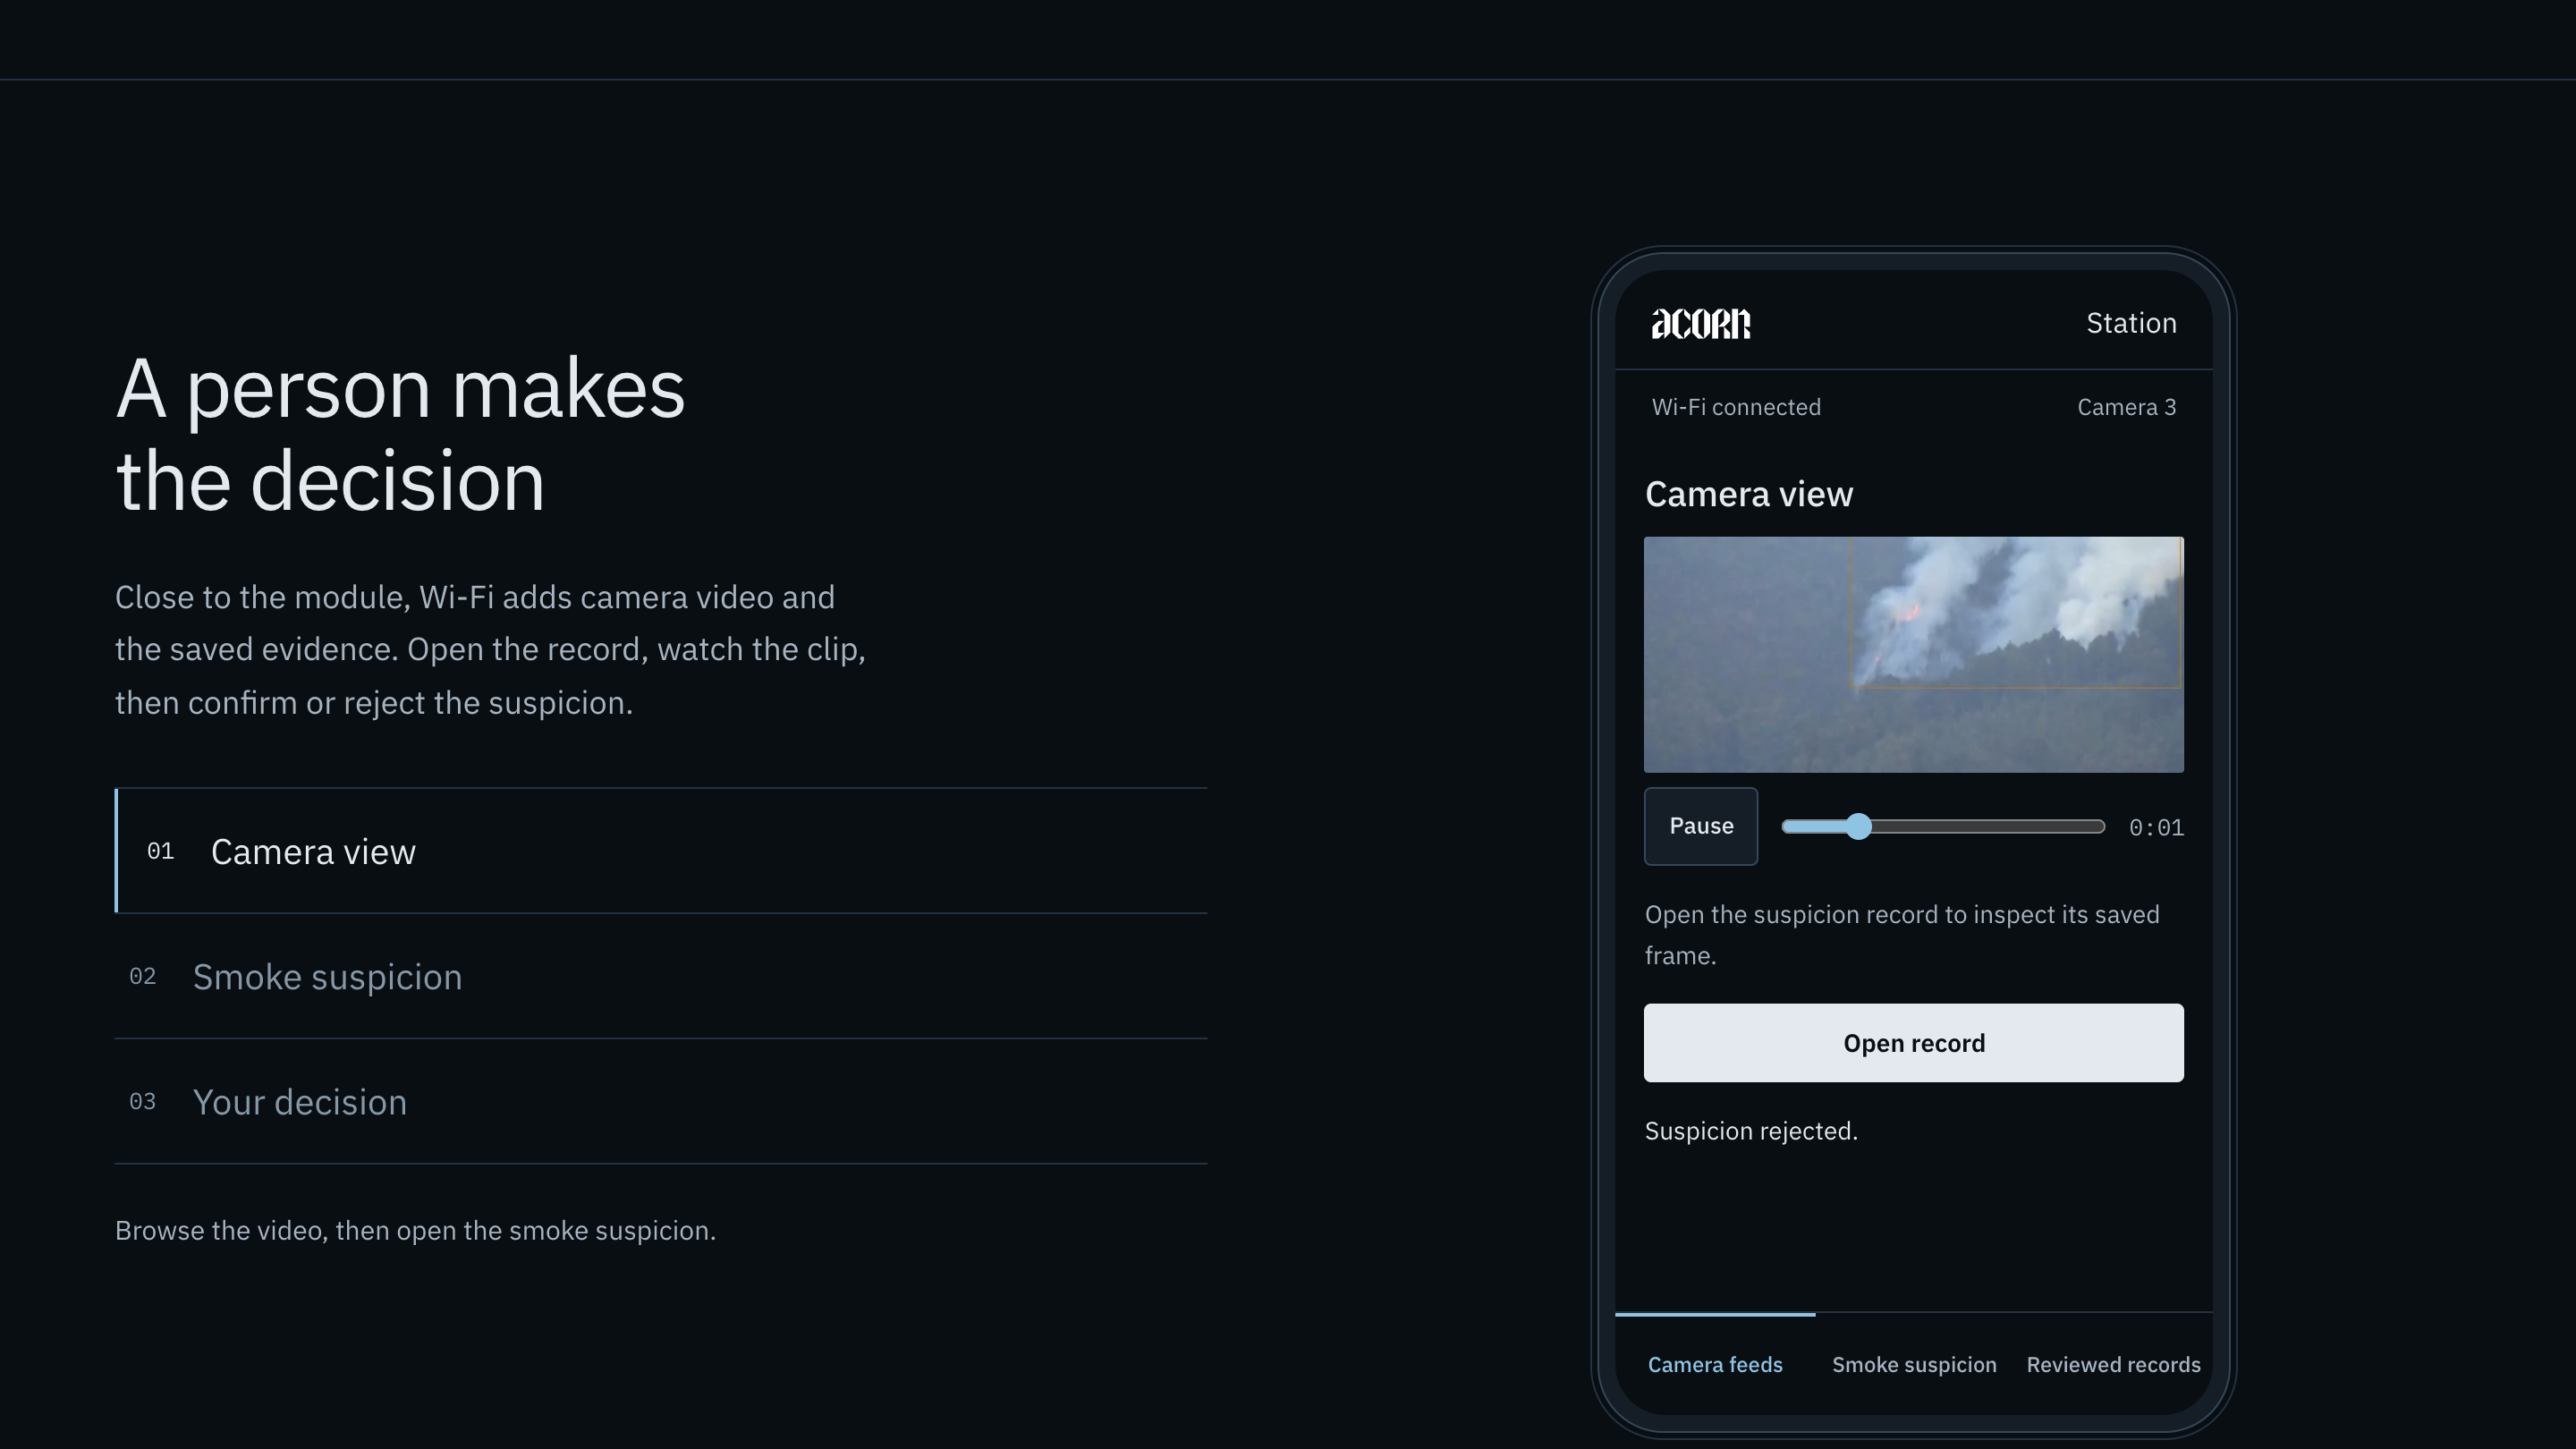 A person makes
the decision
Close to the module, Wi-Fi adds camera video and
the saved evidence. Open the record, watch the clip,
then confirm or reject the suspicion.
01 Camera view
02 Smoke suspicion
03 Your decision
Browse the video, then open the smoke suspicion.
acorn
Station
Wi-Fi connected
Camera 3
Camera view
Pause
0:01
Open the suspicion record to inspect its saved
frame.
Open record
Suspicion rejected.
Camera feeds
Smoke suspicion
Reviewed records